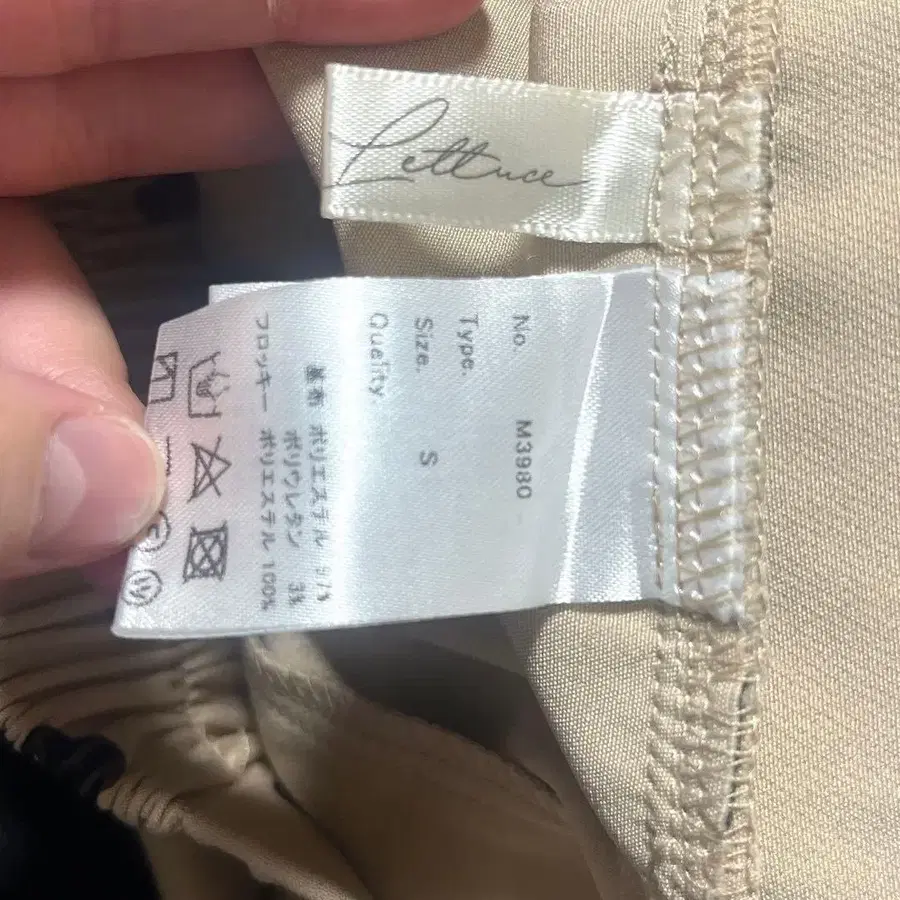 Lettuce
No. M3980
Type.
Size. S
Quality
基布 ポリエステル 97%
ポリウレタン 3%
フロッキー ポリエステル 100%